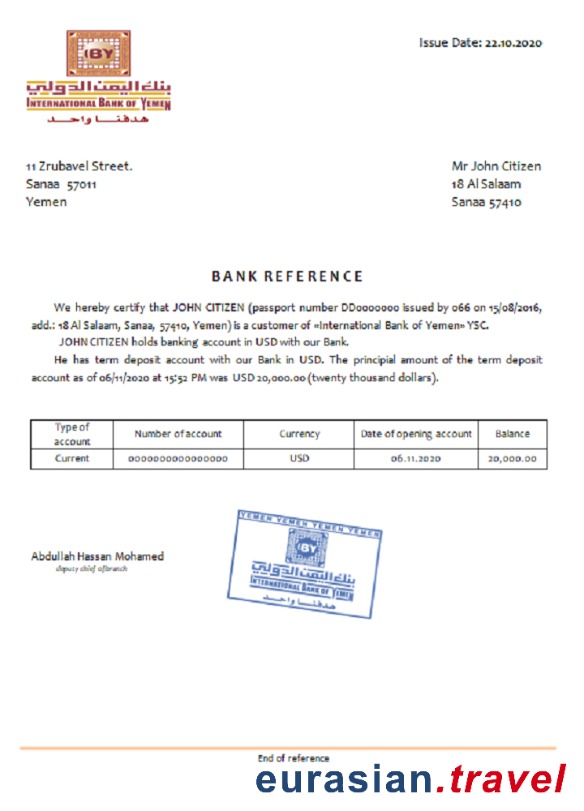 Issue Date: 22.10.2020
IBY
بنك اليمن الدولي
INTERNATIONAL BANK OF YEMEN
هدفنا واحد
11 Zrubavel Street.
Sanaa 57011
Yemen
Mr John Citizen
18 Al Salaam
Sanaa 57410
BANK REFERENCE
We hereby certify that JOHN CITIZEN (passport number DD0000000 issued by 066 on 15/08/2016,
add.: 18 Al Salaam, Sanaa, 57410, Yemen) is a customer of «International Bank of Yemen» YSC.
JOHN CITIZEN holds banking account in USD with our Bank.
He has term deposit account with our Bank in USD. The principial amount of the term deposit
account as of 06/11/2020 at 15:52 PM was USD 20,000.00 (twenty thousand dollars).
Type of account Number of account Currency Date of opening account Balance
Current 0000000000000000 USD 06.11.2020 20,000.00
Abdullah Hassan Mohamed
deputy chief of branch
YEMEN YEMEN YEMEN YEMEN
IBY
بنك اليمن الدولي
INTERNATIONAL BANK OF YEMEN
هدفنا واحد
End of reference
eurasian.travel